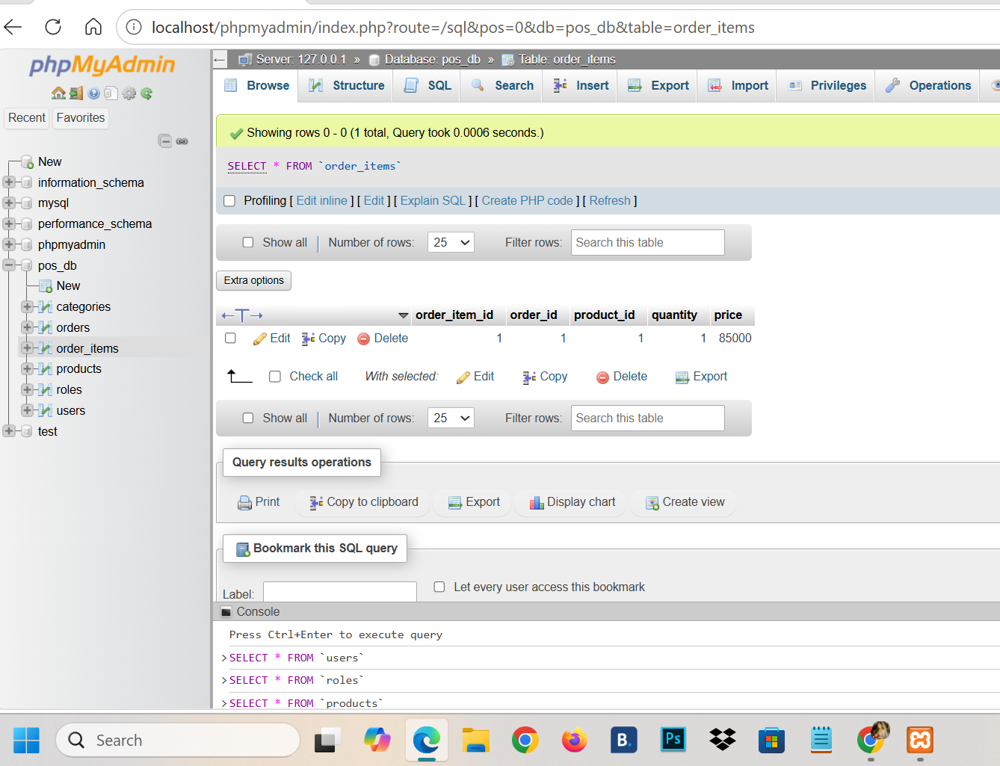 localhost/phpmyadmin/index.php?route=/sql&pos=0&db=pos_db&table=order_items
phpMyAdmin
Recent Favorites
New
information_schema
mysql
performance_schema
phpmyadmin
pos_db
New
categories
orders
order_items
products
roles
users
test
Server: 127.0.0.1 » Database: pos_db » Table: order_items
Browse Structure SQL Search Insert Export Import Privileges Operations
Showing rows 0 - 0 (1 total, Query took 0.0006 seconds.)
SELECT * FROM `order_items`
Profiling [ Edit inline ] [ Edit ] [ Explain SQL ] [ Create PHP code ] [ Refresh ]
Show all | Number of rows: 25 Filter rows: Search this table
Extra options
←T→ order_item_id order_id product_id quantity price
Edit Copy Delete 1 1 1 1 85000
Check all With selected: Edit Copy Delete Export
Show all | Number of rows: 25 Filter rows: Search this table
Query results operations
Print Copy to clipboard Export Display chart Create view
Bookmark this SQL query
Label: Let every user access this bookmark
Console
Press Ctrl+Enter to execute query
>SELECT * FROM `users`
>SELECT * FROM `roles`
>SELECT * FROM `products`
Search B. Ps